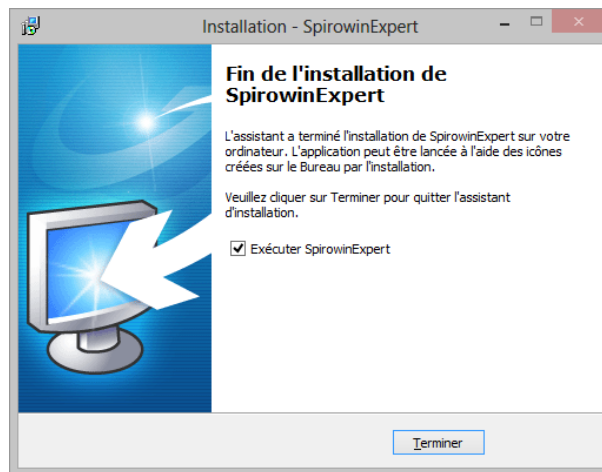 Installation - SpirowinExpert
Fin de l'installation de
SpirowinExpert
L'assistant a terminé l'installation de SpirowinExpert sur votre
ordinateur. L'application peut être lancée à l'aide des icônes
créées sur le Bureau par l'installation.
Veuillez cliquer sur Terminer pour quitter l'assistant
d'installation.
Exécuter SpirowinExpert
Terminer